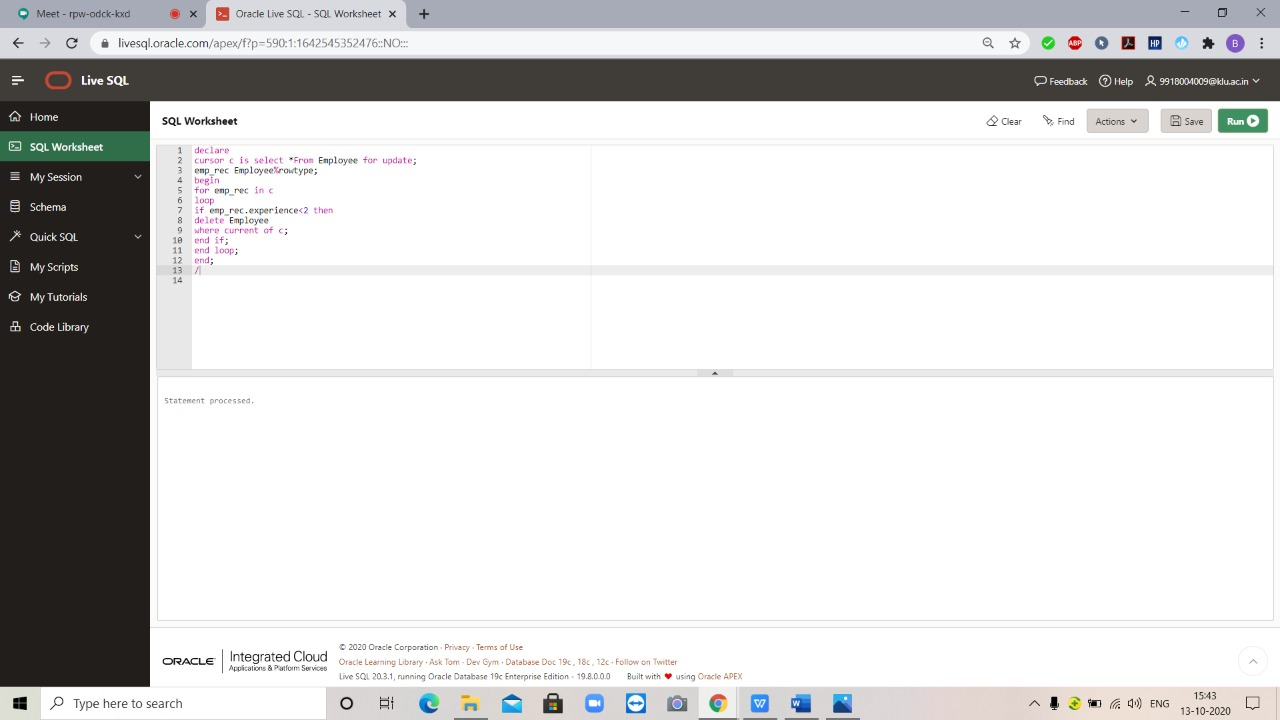 Meet - rpw-odck-kxd
Oracle Live SQL - SQL Worksheet
livesql.oracle.com/apex/f?p=590:1:1642545352476::NO:::
ABP
HP
B
Live SQL
Feedback
Help
9918004009@klu.ac.in
Home
SQL Worksheet
My Session
Schema
Quick SQL
My Scripts
My Tutorials
Code Library
SQL Worksheet
Clear
Find
Actions
Save
Run
1 declare
2 cursor c is select *From Employee for update;
3 emp_rec Employee%rowtype;
4 begin
5 for emp_rec in c
6 loop
7 if emp_rec.experience<2 then
8 delete Employee
9 where current of c;
10 end if;
11 end loop;
12 end;
13 /
14
Statement processed.
ORACLE
Integrated Cloud
Applications & Platform Services
© 2020 Oracle Corporation · Privacy · Terms of Use
Oracle Learning Library · Ask Tom · Dev Gym · Database Doc 19c , 18c , 12c · Follow on Twitter
Live SQL 20.3.1, running Oracle Database 19c Enterprise Edition - 19.8.0.0.0 Built with ♥ using Oracle APEX
Type here to search
W
W
ENG
15:43
13-10-2020